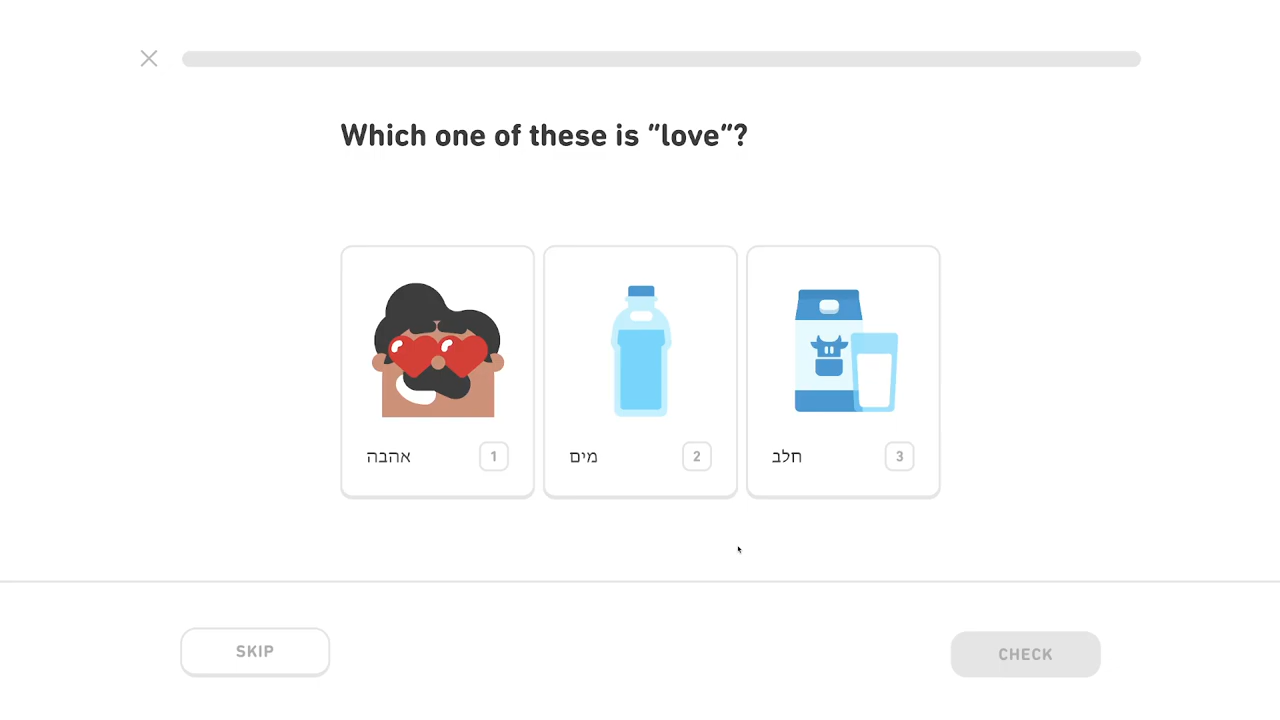 Which one of these is "love"?
אהבה 1
מים 2
חלב 3
SKIP
CHECK